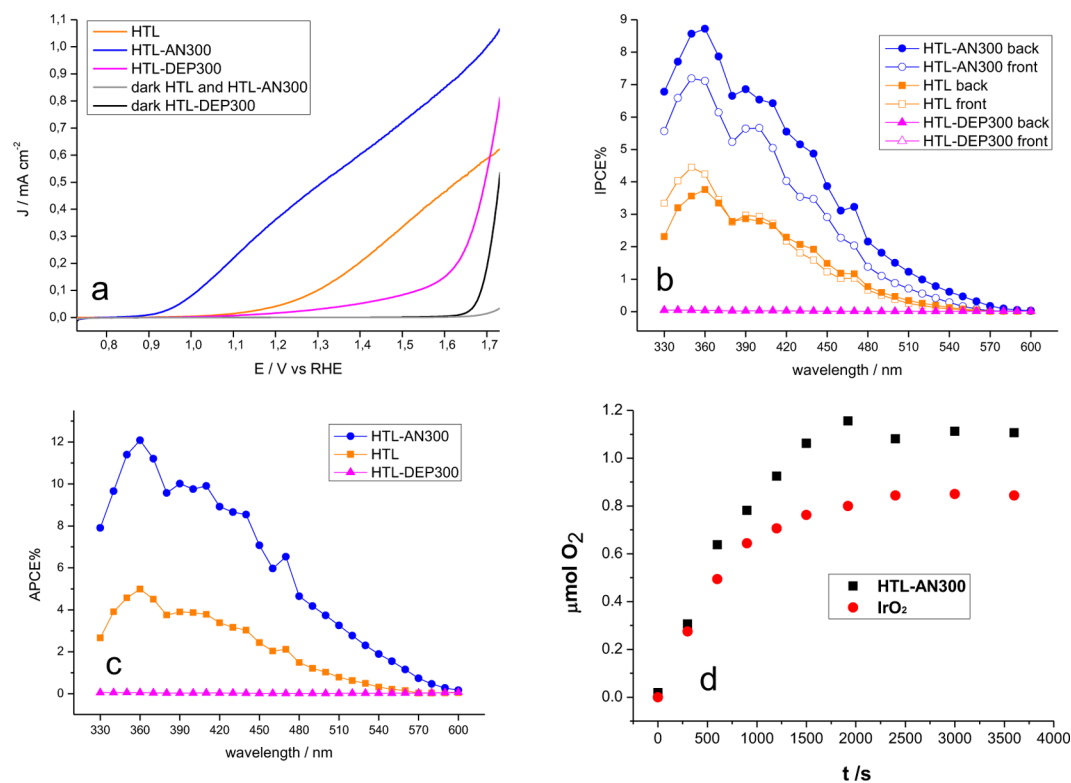 1,1
1,0
0,9
0,8
0,7
0,6
0,5
0,4
0,3
0,2
0,1
0,0
J / mA cm-2
HTL
HTL-AN300
HTL-DEP300
dark HTL and HTL-AN300
dark HTL-DEP300
a
0,8 0,9 1,0 1,1 1,2 1,3 1,4 1,5 1,6 1,7
E / V vs RHE
9
8
7
6
5
4
3
2
1
0
IPCE%
HTL-AN300 back
HTL-AN300 front
HTL back
HTL front
HTL-DEP300 back
HTL-DEP300 front
b
330 360 390 420 450 480 510 540 570 600
wavelength / nm
12
10
8
6
4
2
0
APCE%
HTL-AN300
HTL
HTL-DEP300
c
330 360 390 420 450 480 510 540 570 600
wavelength / nm
1.2
1.0
0.8
0.6
0.4
0.2
0.0
μmol O2
HTL-AN300
IrO2
d
0 500 1000 1500 2000 2500 3000 3500 4000
t /s